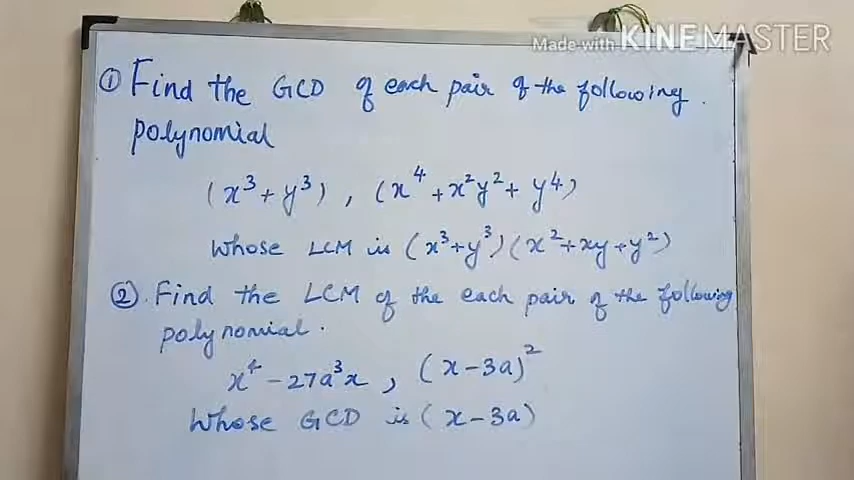 Made with KINEMASTER
① Find the GCD of each pair of the following.
polynomial
(x³ + y³), (x⁴ + x²y² + y⁴)
Whose LCM is (x³+y³)(x²+xy+y²)
②. Find the LCM of the each pair of the following
polynomial.
x⁴ - 27a³x, (x - 3a)²
Whose GCD is (x - 3a)